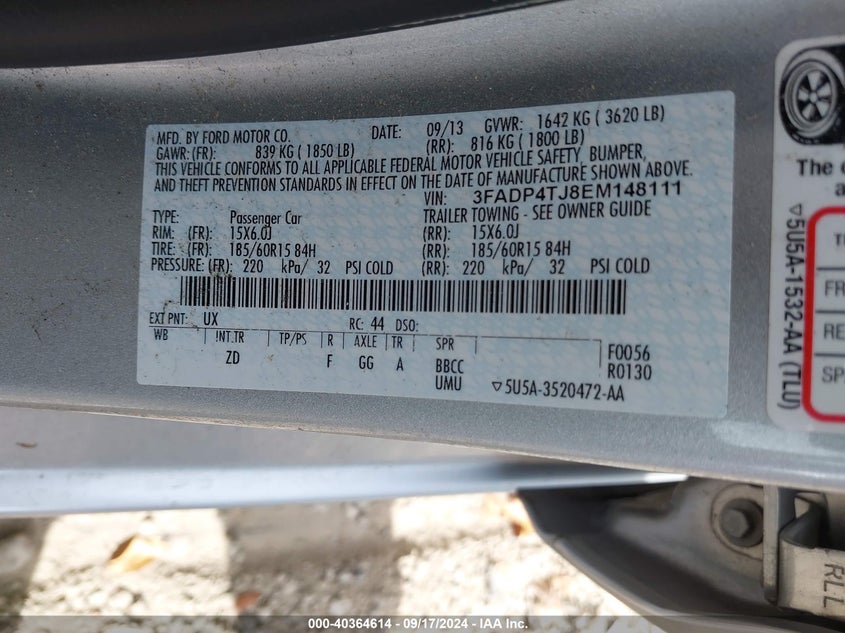 MFD. BY FORD MOTOR CO. DATE: 09/13 GVWR: 1642 KG ( 3620 LB)
GAWR: (FR): 839 KG ( 1850 LB) (RR): 816 KG ( 1800 LB)
THIS VEHICLE CONFORMS TO ALL APPLICABLE FEDERAL MOTOR VEHICLE SAFETY, BUMPER,
AND THEFT PREVENTION STANDARDS IN EFFECT ON THE DATE OF MANUFACTURE SHOWN ABOVE.
VIN: 3FADP4TJ8EM148111
TYPE: Passenger Car TRAILER TOWING - SEE OWNER GUIDE
RIM: (FR) 15X6.0J (RR): 15X6.0J
TIRE: (FR): 185/60R15 84H (RR): 185/60R15 84H
PRESSURE: (FR): 220 kPa/ 32 PSI COLD (RR): 220 kPa/ 32 PSI COLD
EXT PNT: UX RC: 44 DSO:
WB INT TR TP/PS R AXLE TR SPR F0056
ZD F GG A BBCC R0130
UMU ▽5U5A-3520472-AA
The c
a
▽5U5A-1532-AA (TLU)
TI
FR
RE
SP
RLL
000-40364614 - 09/17/2024 - IAA Inc.